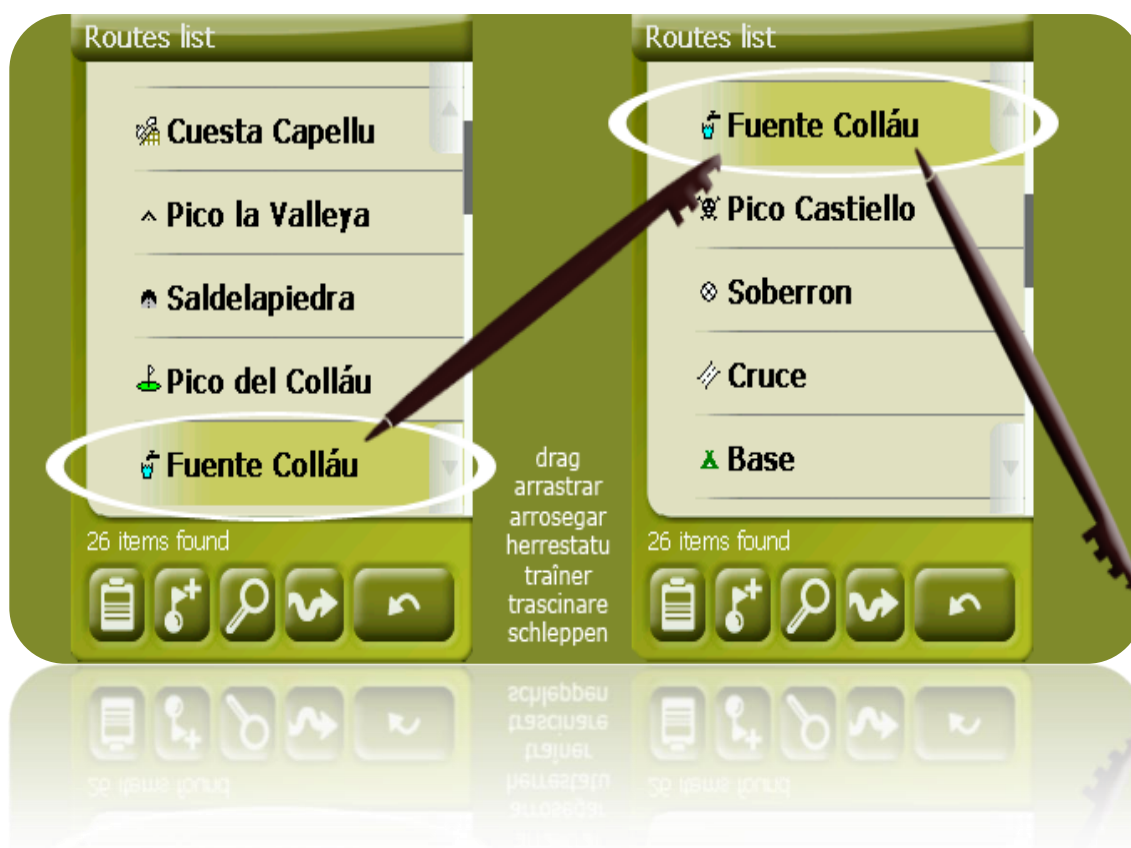 Routes list
Cuesta Capellu
Pico la Valleya
Saldelapiedra
Pico del Colláu
Fuente Colláu
26 items found
drag
arrastrar
arrosegar
herrestatu
traîner
trascinare
schleppen
Routes list
Fuente Colláu
Pico Castiello
Soberron
Cruce
Base
26 items found